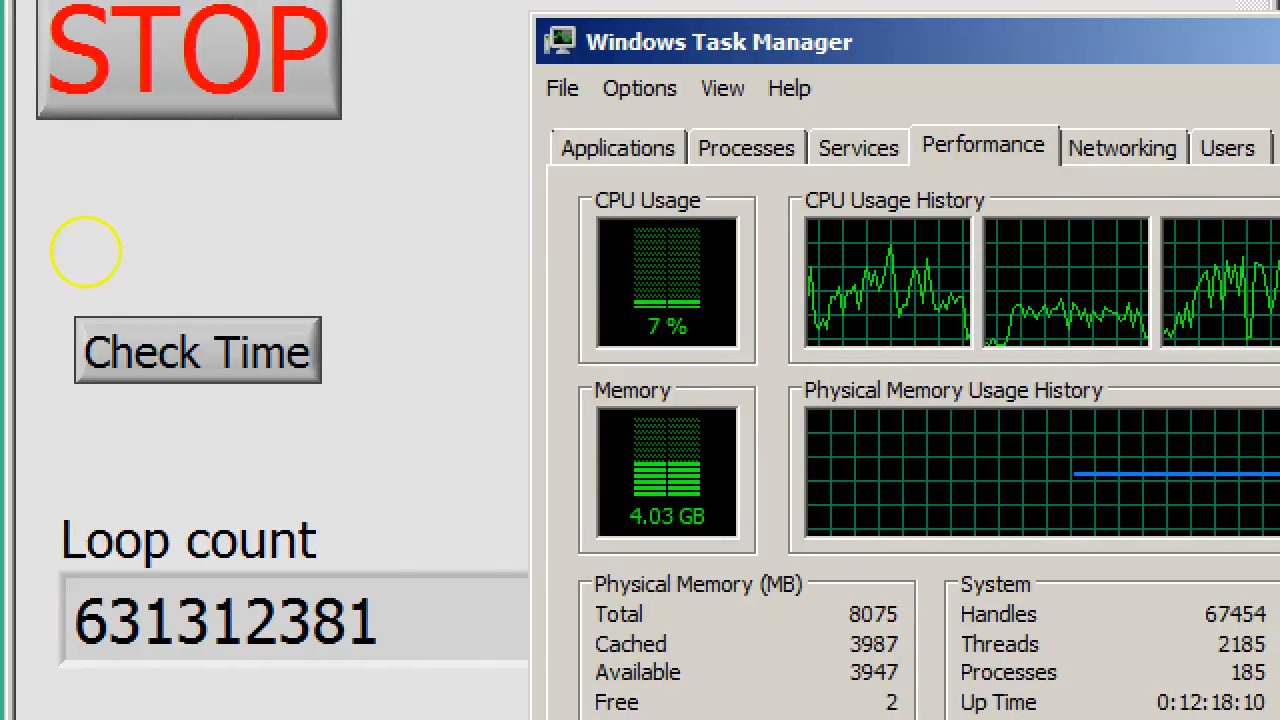 STOP
Check Time
Loop count
631312381
Windows Task Manager
File Options View Help
Applications Processes Services Performance Networking Users
CPU Usage
7 %
CPU Usage History
Memory
4.03 GB
Physical Memory Usage History
Physical Memory (MB)
Total 8075
Cached 3987
Available 3947
Free 2
System
Handles 67454
Threads 2185
Processes 185
Up Time 0:12:18:10